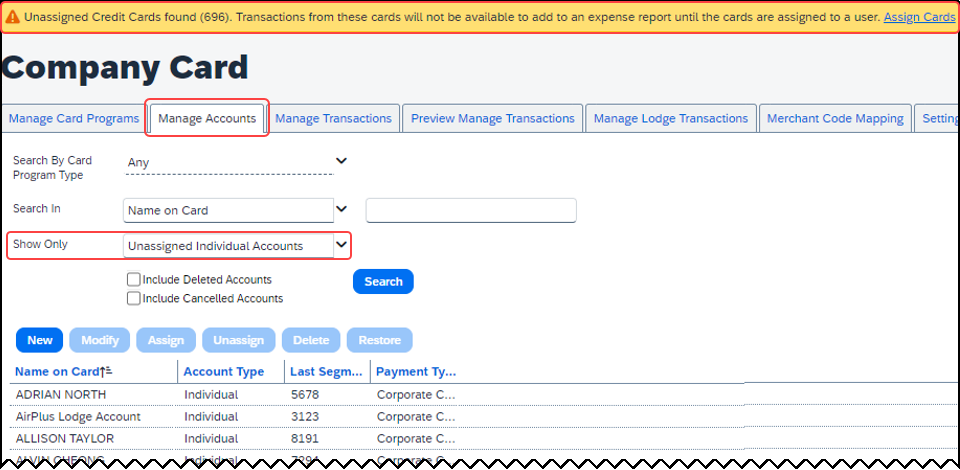 Unassigned Credit Cards found (696). Transactions from these cards will not be available to add to an expense report until the cards are assigned to a user. Assign Cards
Company Card
Manage Card Programs Manage Accounts Manage Transactions Preview Manage Transactions Manage Lodge Transactions Merchant Code Mapping Setting
Search By Card Program Type Any
Search In Name on Card
Show Only Unassigned Individual Accounts
Include Deleted Accounts
Search
Include Cancelled Accounts
New Modify Assign Unassign Delete Restore
Name on Card Account Type Last Segm... Payment Ty...
ADRIAN NORTH Individual 5678 Corporate C...
AirPlus Lodge Account Individual 3123 Corporate C...
ALLISON TAYLOR Individual 8191 Corporate C...
ALVIN CHEONG Individual